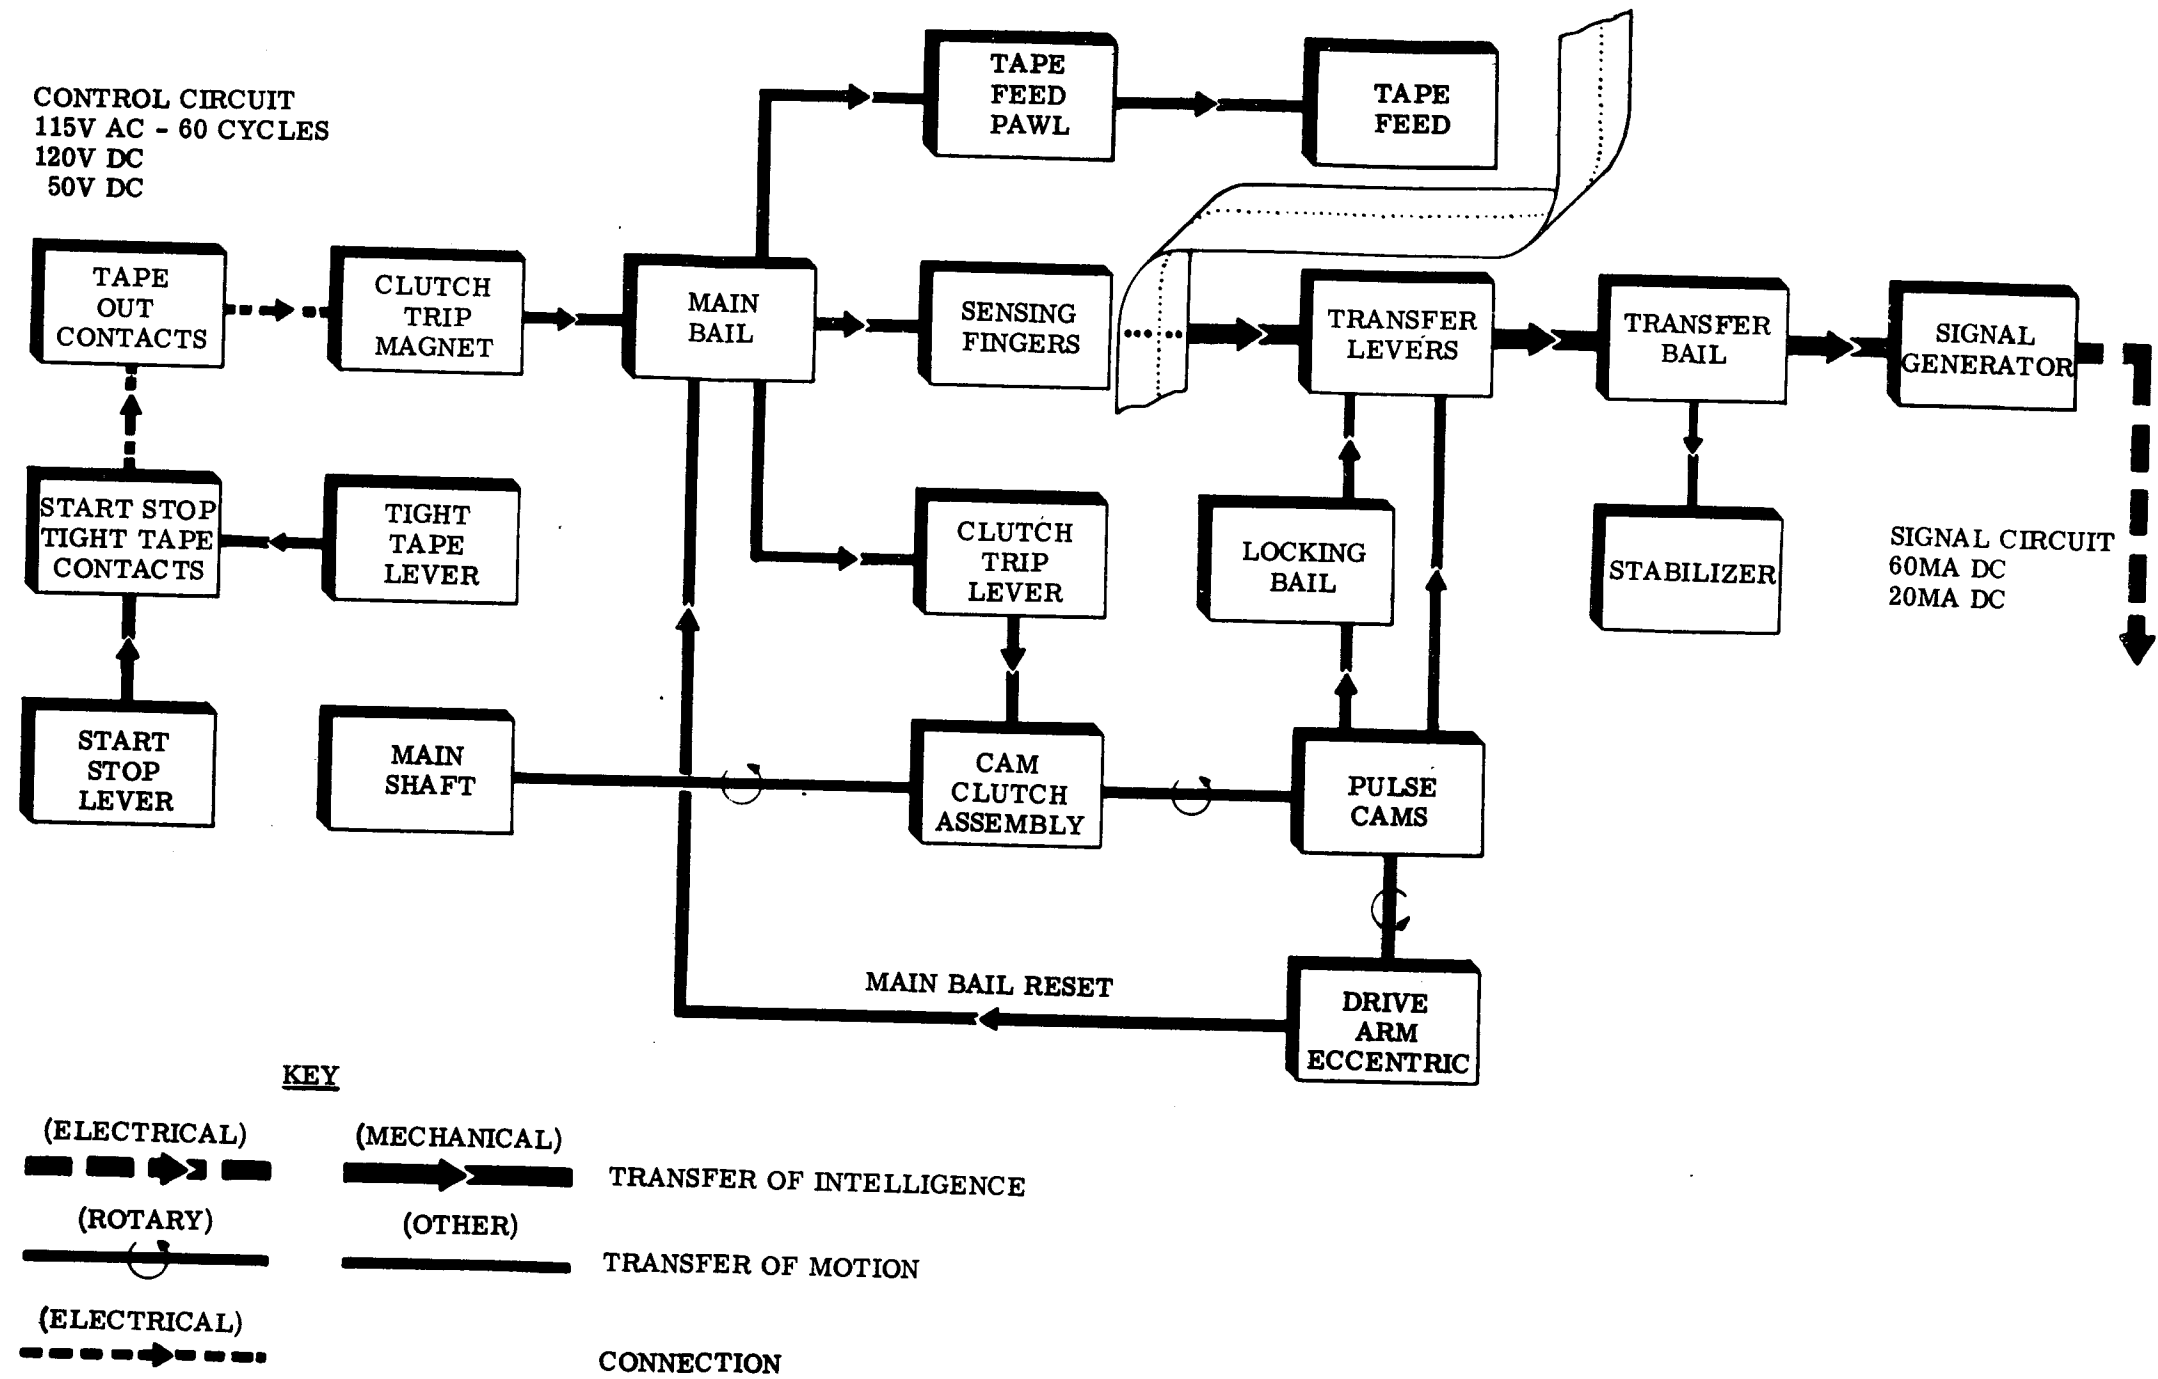 CONTROL CIRCUIT
115V AC - 60 CYCLES
120V DC
50V DC
TAPE
FEED
PAWL
TAPE
FEED
TAPE
OUT
CONTACTS
CLUTCH
TRIP
MAGNET
MAIN
BAIL
SENSING
FINGERS
TRANSFER
LEVERS
TRANSFER
BAIL
SIGNAL
GENERATOR
START STOP
TIGHT TAPE
CONTACTS
TIGHT
TAPE
LEVER
CLUTCH
TRIP
LEVER
LOCKING
BAIL
STABILIZER
SIGNAL CIRCUIT
60MA DC
20MA DC
START
STOP
LEVER
MAIN
SHAFT
CAM
CLUTCH
ASSEMBLY
PULSE
CAMS
MAIN BAIL RESET
DRIVE
ARM
ECCENTRIC
KEY
(ELECTRICAL)
(MECHANICAL)
TRANSFER OF INTELLIGENCE
(ROTARY)
(OTHER)
TRANSFER OF MOTION
(ELECTRICAL)
CONNECTION